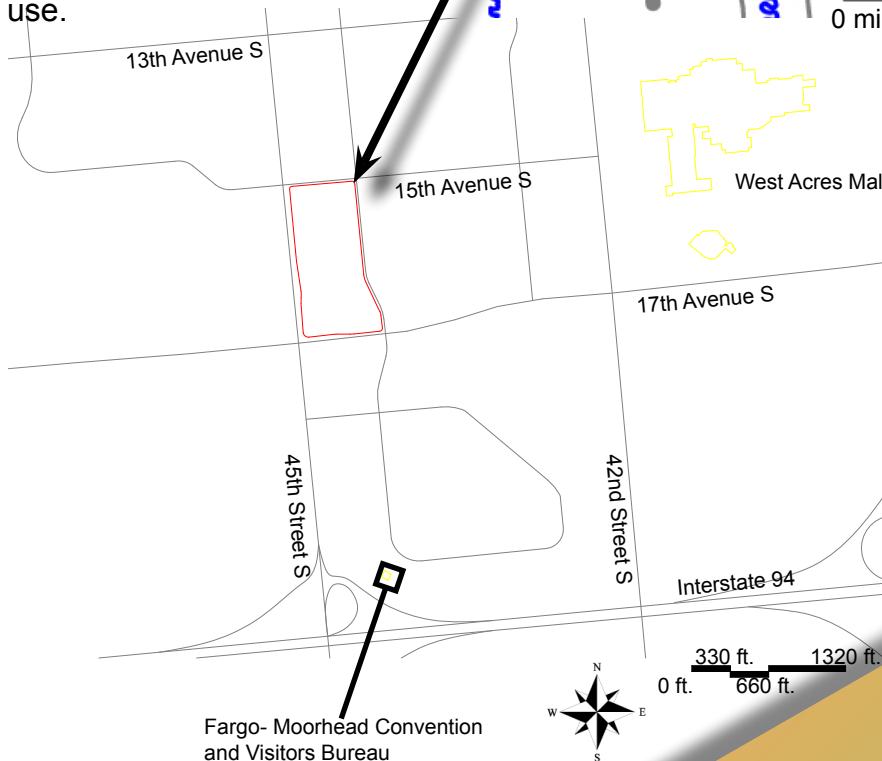 use.
0 mi
13th Avenue S
15th Avenue S
West Acres Mal
17th Avenue S
45th Street S
42nd Street S
Interstate 94
330 ft.
1320 ft.
0 ft.
660 ft.
N
W
E
S
Fargo- Moorhead Convention
and Visitors Bureau